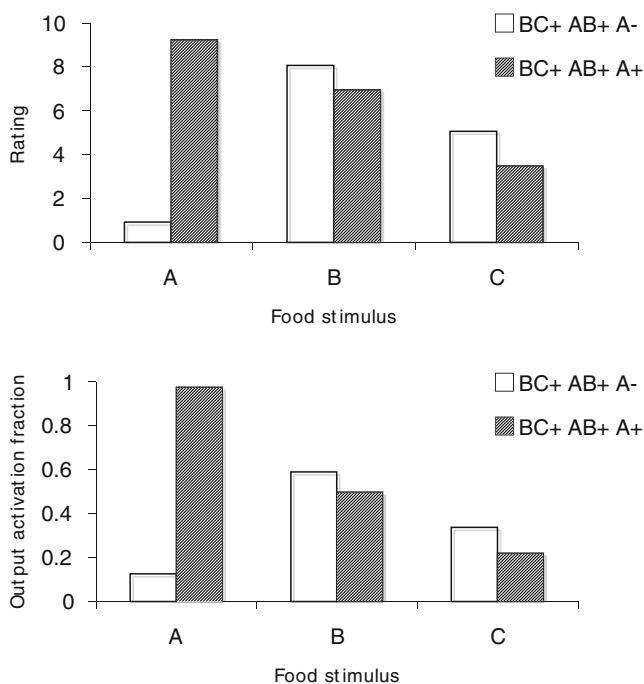 10
8
6
4
2
0
Rating
A
B
C
Food stimulus
BC+ AB+ A-
BC+ AB+ A+
1
0.8
0.6
0.4
0.2
0
Output activation fraction
A
B
C
Food stimulus
BC+ AB+ A-
BC+ AB+ A+